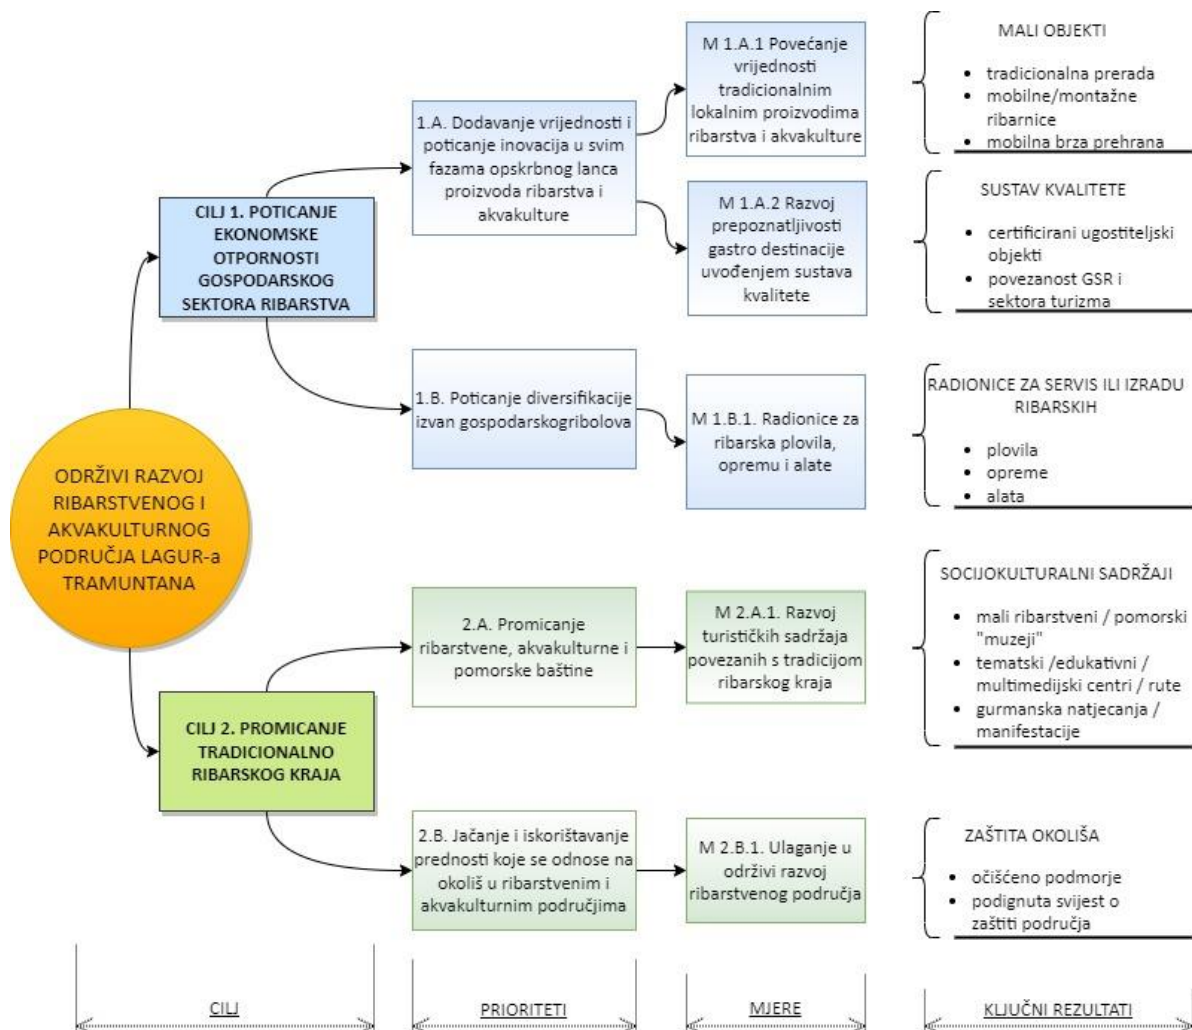 ODRŽIVI RAZVOJ
RIBARSTVENOG I
AKVAKULTURNOG
PODRUČJA LAGUR-a
TRAMUNTANA
CILJ 1. POTICANJE
EKONOMSKE
OTPORNOSTI
GOSPODARSKOG
SEKTORA RIBARSTVA
1.A. Dodavanje vrijednosti i
poticanje inovacija u svim
fazama opskrbnog lanca
proizvoda ribarstva i
akvakulture
M 1.A.1 Povećanje
vrijednosti
tradicionalnim
lokalnim proizvodima
ribarstva i akvakulture
MALI OBJEKTI
• tradicionalna prerada
• mobilne/montažne
ribarnice
• mobilna brza prehrana
M 1.A.2 Razvoj
prepoznatljivosti
gastro destinacije
uvođenjem sustava
kvalitete
SUSTAV KVALITETE
• certificirani ugostiteljski
objekti
• povezanost GSR i
sektora turizma
1.B. Poticanje diversifikacije
izvan gospodarskogribolova
M 1.B.1. Radionice za
ribarska plovila,
opremu i alate
RADIONICE ZA SERVIS ILI IZRADU
RIBARSKIH
• plovila
• opreme
• alata
CILJ 2. PROMICANJE
TRADICIONALNO
RIBARSKOG KRAJA
2.A. Promicanje
ribarstvene, akvakulturne i
pomorske baštine
M 2.A.1. Razvoj
turističkih sadržaja
povezanih s tradicijom
ribarskog kraja
SOCIJOKULTURALNI SADRŽAJI
• mali ribarstveni / pomorski
"muzeji"
• tematski /edukativni /
multimedijski centri / rute
• gurmanska natjecanja /
manifestacije
2.B. Jačanje i iskorištavanje
prednosti koje se odnose na
okoliš u ribarstvenim i
akvakulturnim područjima
M 2.B.1. Ulaganje u
održivi razvoj
ribarstvenog područja
ZAŠTITA OKOLIŠA
• očišćeno podmorje
• podignuta svijest o
zaštiti područja
CILJ
PRIORITETI
MJERE
KLJUČNI REZULTATI